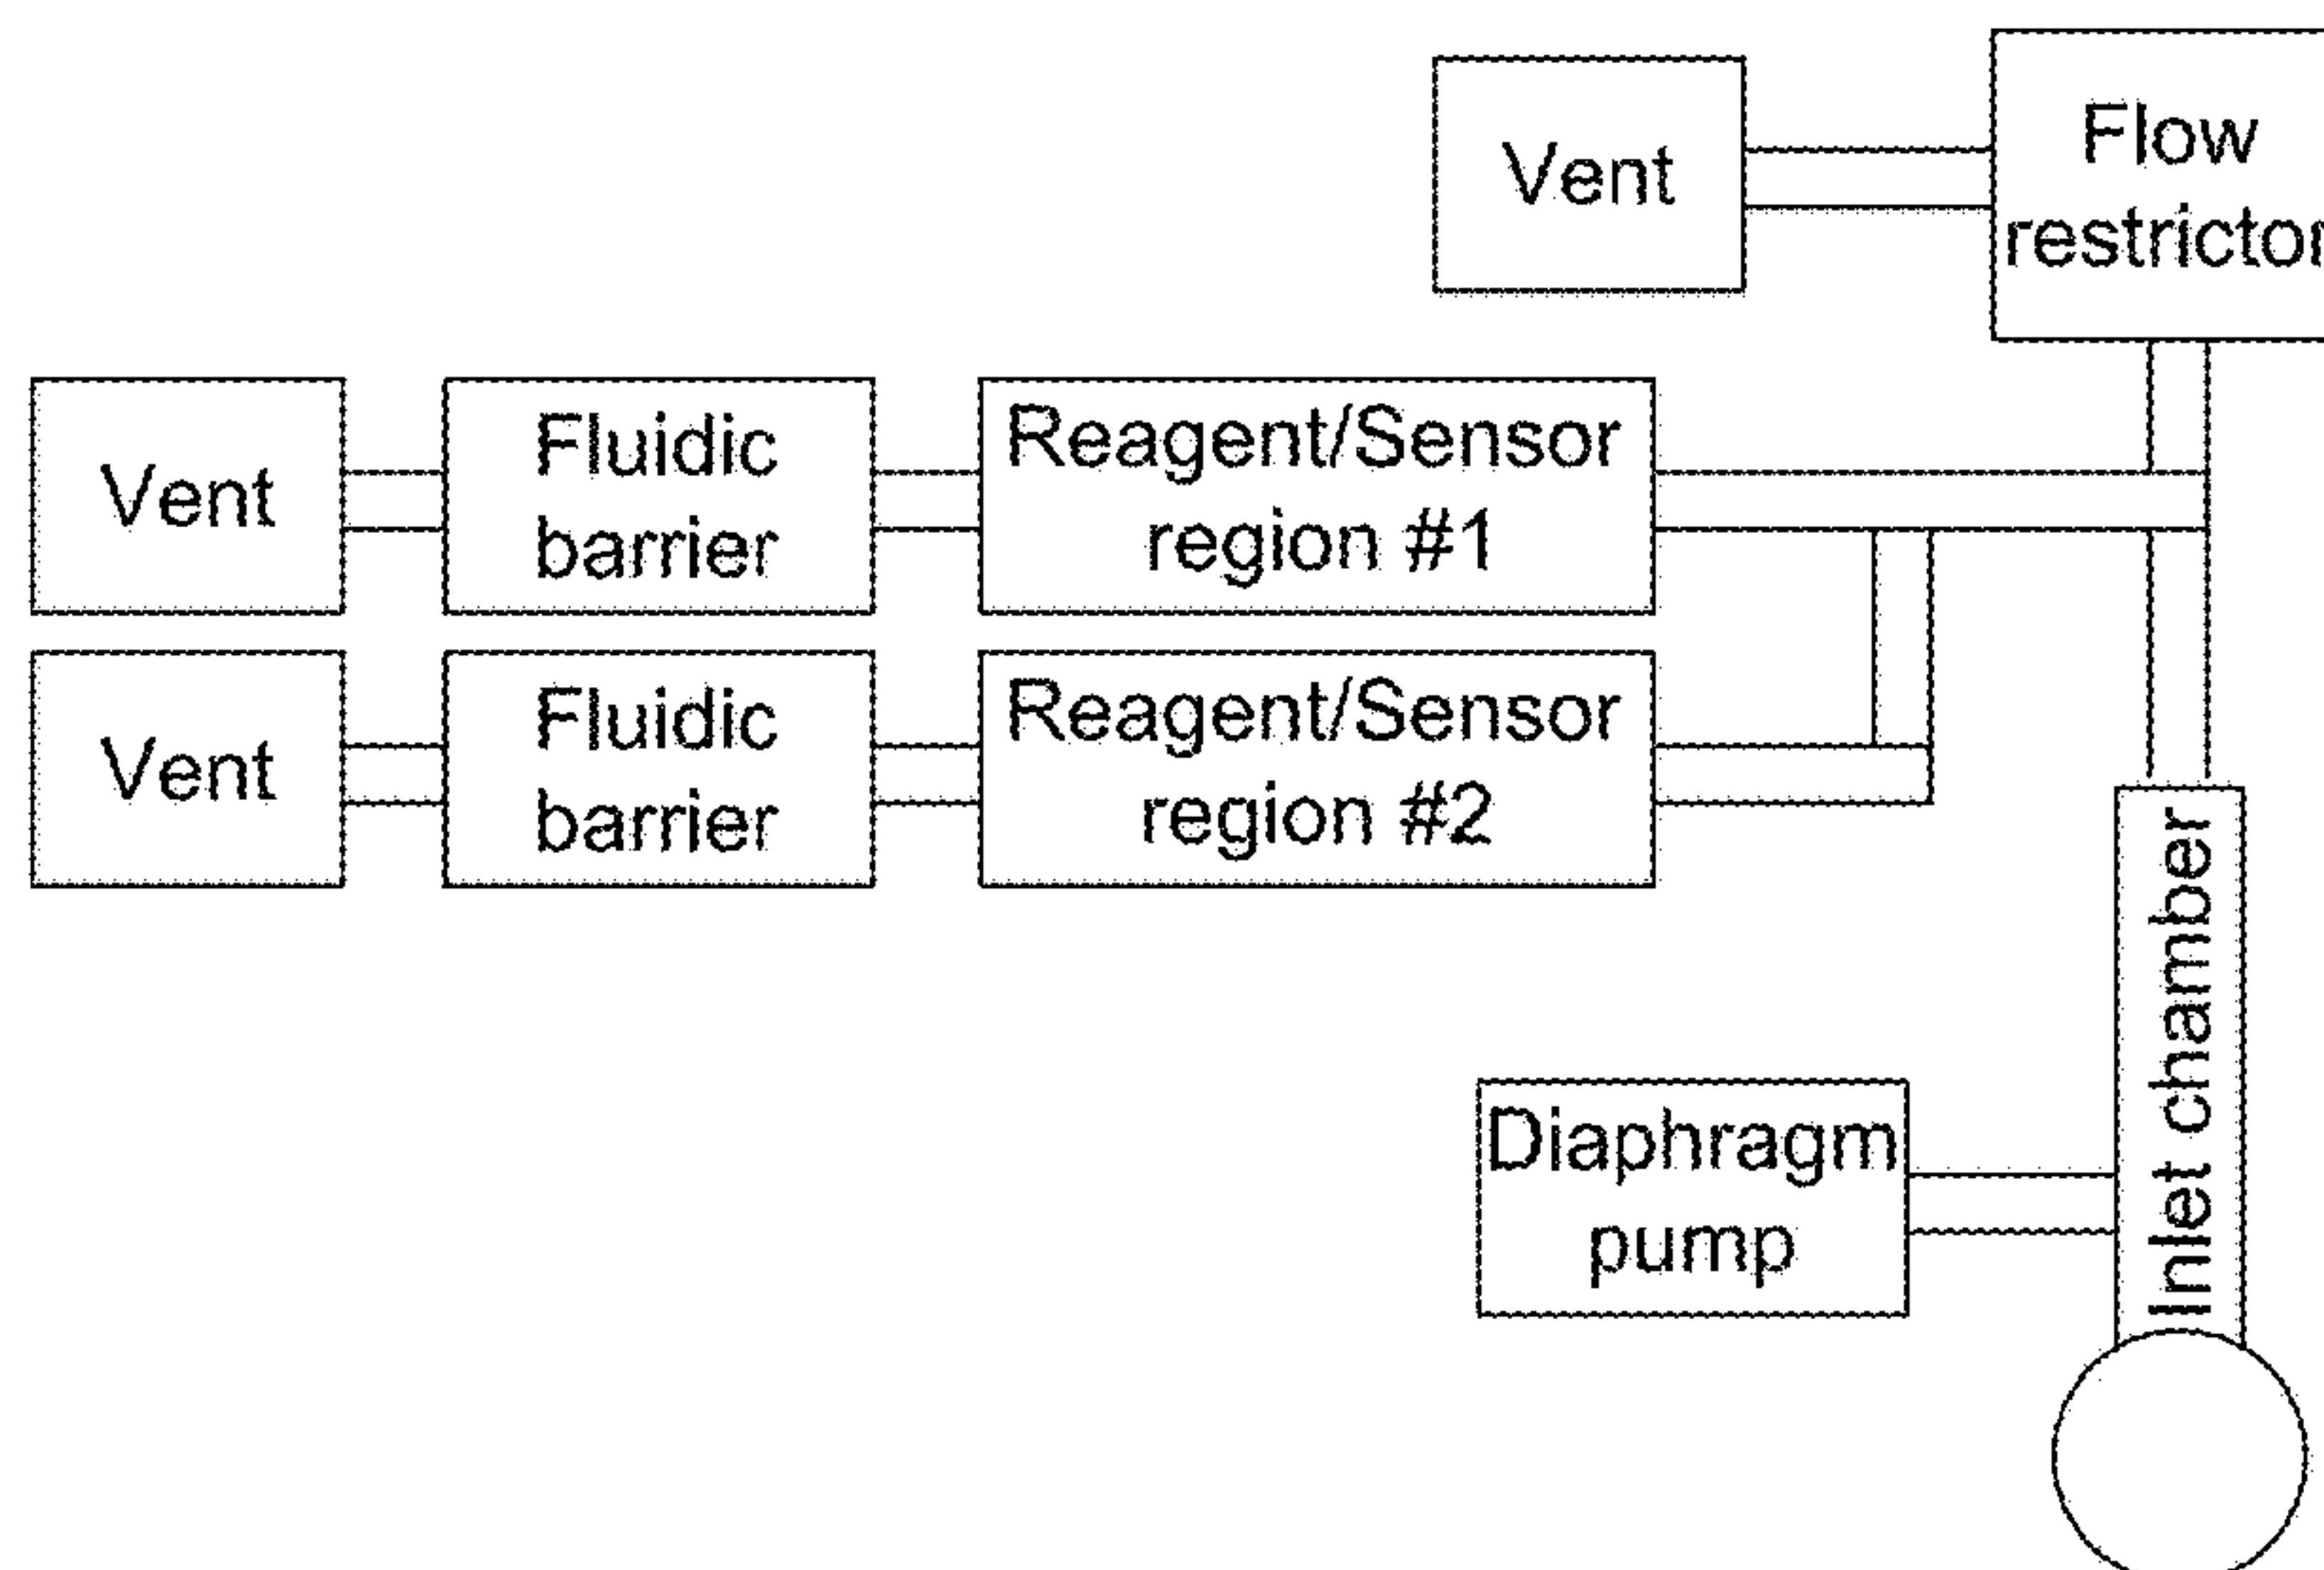 Vent
Flow
restrictor
Vent
Fluidic
barrier
Reagent/Sensor
region #1
Vent
Fluidic
barrier
Reagent/Sensor
region #2
Inlet chamber
Diaphragm
pump